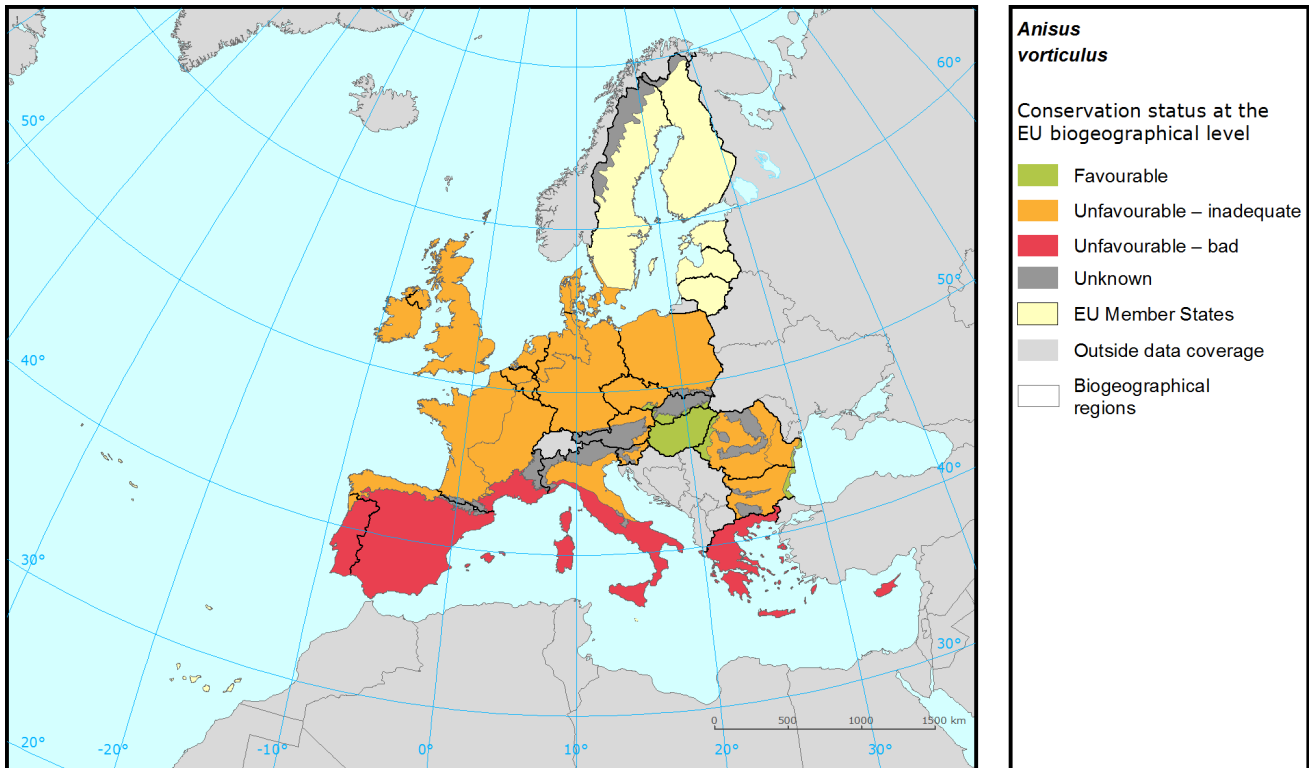 Anisus
vorticulus
Conservation status at the
EU biogeographical level
Favourable
Unfavourable – inadequate
Unfavourable – bad
Unknown
EU Member States
Outside data coverage
Biogeographical
regions
60°
50°
50°
40°
40°
30°
30°
20°
-20°
-10°
0°
10°
20°
30°
0 500 1000 1500 km